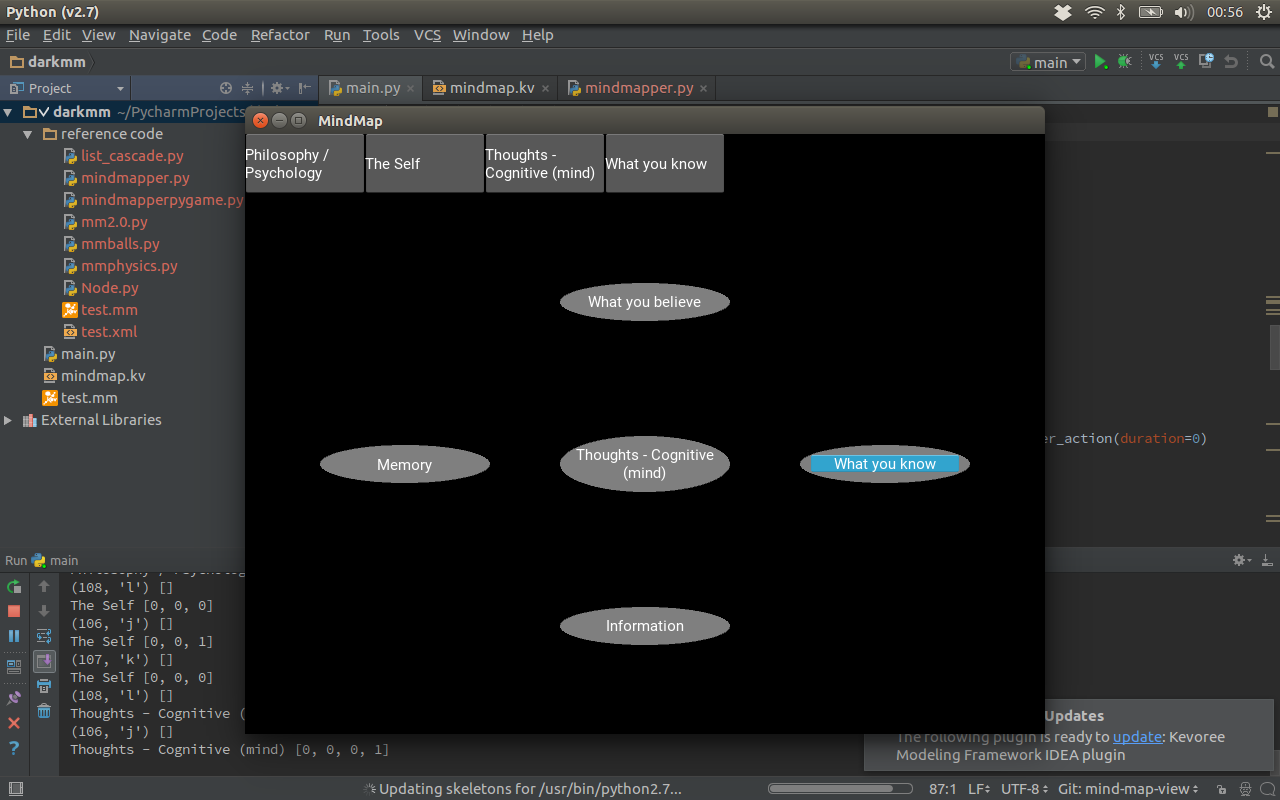 Python (v2.7)
00:56
File Edit View Navigate Code Refactor Run Tools VCS Window Help
darkmm
main
VCS VCS
Project
main.py
mindmap.kv
mindmapper.py
darkmm ~/PycharmProjects
MindMap
reference code
list_cascade.py
mindmapper.py
mindmapperpygame.py
mm2.0.py
mmballs.py
mmphysics.py
Node.py
test.mm
test.xml
main.py
mindmap.kv
test.mm
External Libraries
Philosophy /
Psychology
The Self
Thoughts -
Cognitive (mind)
What you know
What you believe
Memory
Thoughts - Cognitive
(mind)
What you know
Information
er_action(duration=0)
Run main
(108, 'l') []
The Self [0, 0, 0]
(106, 'j') []
The Self [0, 0, 1]
(107, 'k') []
The Self [0, 0, 0]
(108, 'l') []
Thoughts - Cognitive (
(106, 'j') []
Thoughts - Cognitive (mind) [0, 0, 0, 1]
Updates
The following plugin is ready to update: Kevoree
Modeling Framework IDEA plugin
Updating skeletons for /usr/bin/python2.7...
87:1 LF UTF-8 Git: mind-map-view